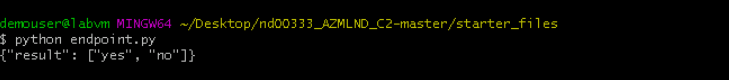 demouser@labvm MINGW64 ~/Desktop/nd00333_AZMLND_C2-master/starter_files
$ python endpoint.py
{"result": ["yes", "no"]}